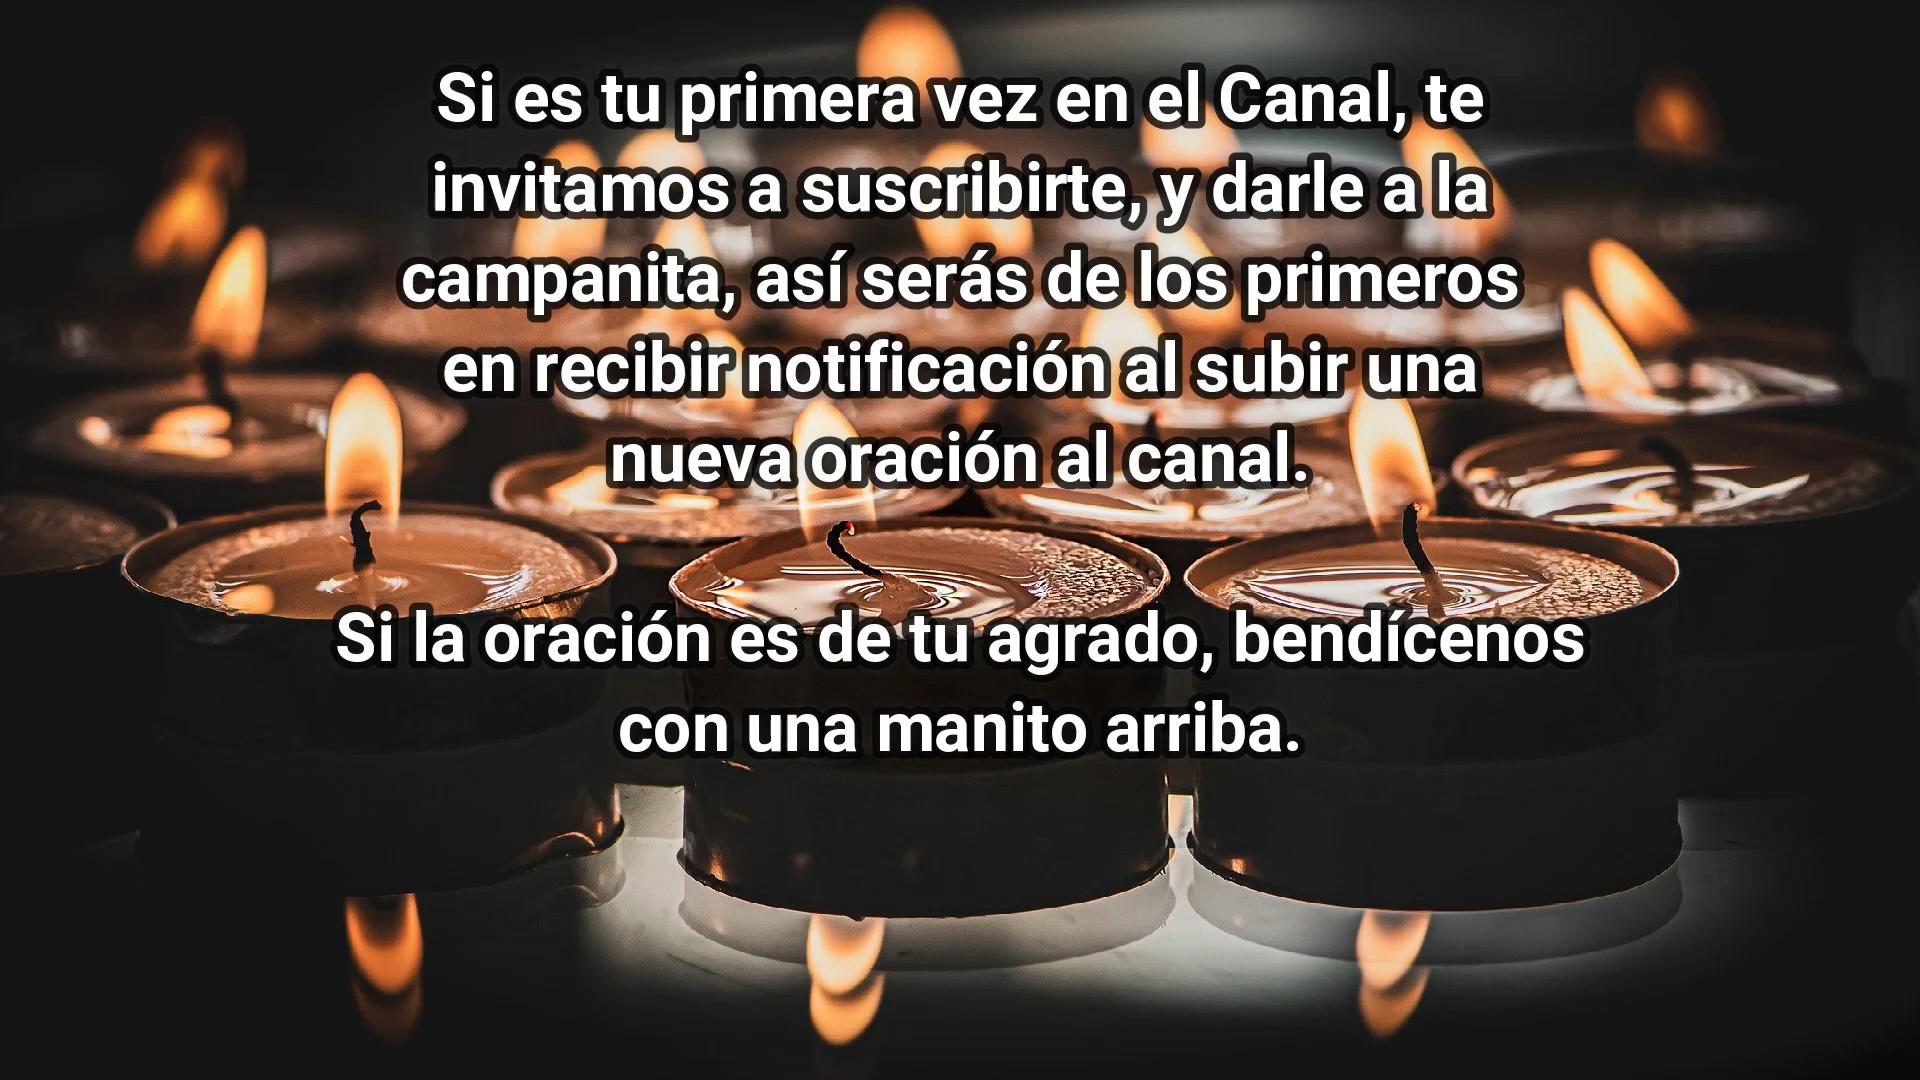 Si es tu primera vez en el Canal, te
invitamos a suscribirte, y darle a la
campanita, así serás de los primeros
en recibir notificación al subir una
nueva oración al canal.
Si la oración es de tu agrado, bendícenos
con una manito arriba.